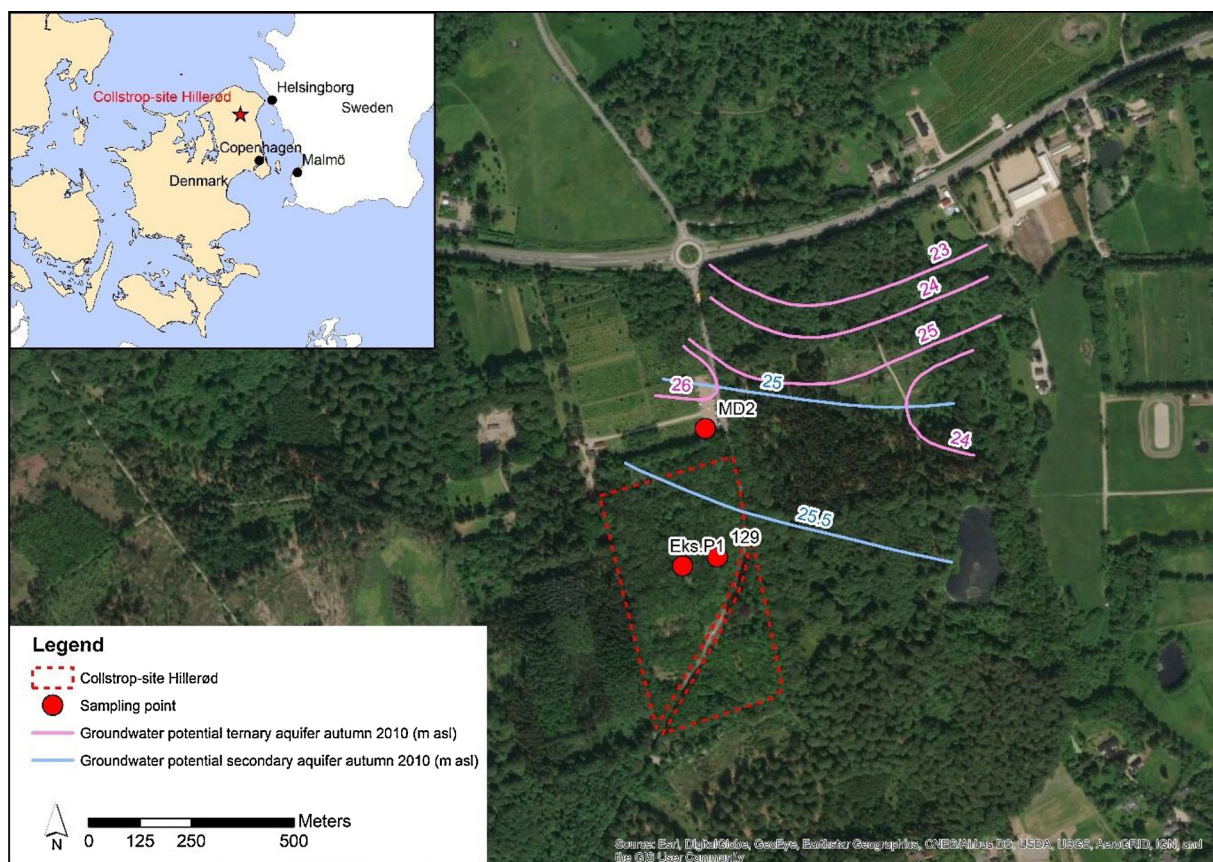 Helsingborg
Collstrop-site Hillerød
Sweden
Copenhagen
Malmö
Denmark
23
24
25
26
25
MD2
24
25.5
Eks.P1
129
Legend
Collstrop-site Hillerød
Sampling point
Groundwater potential ternary aquifer autumn 2010 (m asl)
Groundwater potential secondary aquifer autumn 2010 (m asl)
N
0 125 250 500 Meters
Source: Esri, DigitalGlobe, GeoEye, Earthstar Geographics, CNES/Airbus DS, USDA, USGS, AeroGRID, IGN, and
the GIS User Community